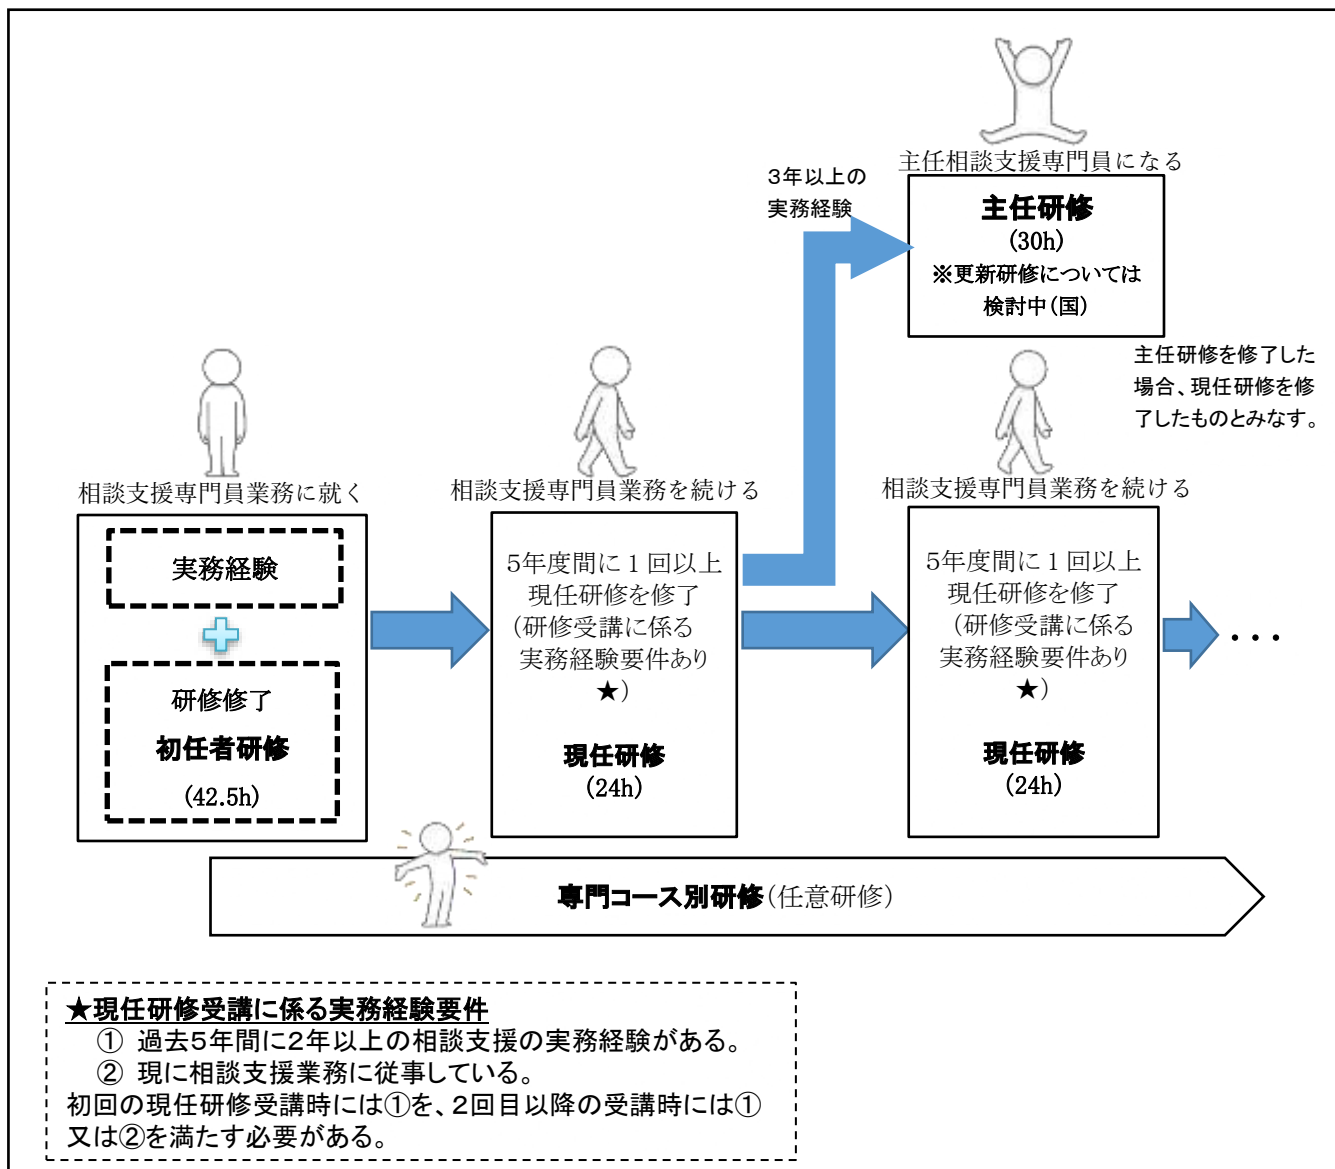 主任相談支援専門員になる
3年以上の
実務経験
主任研修
(30h)
※更新研修については
検討中(国)
主任研修を修了した
場合、現任研修を修
了したものとみなす。
相談支援専門員業務に就く
実務経験
研修修了
初任者研修
(42.5h)
相談支援専門員業務を続ける
5年度間に1回以上
現任研修を修了
(研修受講に係る
実務経験要件あり
★)
現任研修
(24h)
相談支援専門員業務を続ける
5年度間に1回以上
現任研修を修了
(研修受講に係る
実務経験要件あり
★)
現任研修
(24h)
・・・
専門コース別研修(任意研修)
★現任研修受講に係る実務経験要件
① 過去5年間に2年以上の相談支援の実務経験がある。
② 現に相談支援業務に従事している。
初回の現任研修受講時には①を、2回目以降の受講時には①
又は②を満たす必要がある。